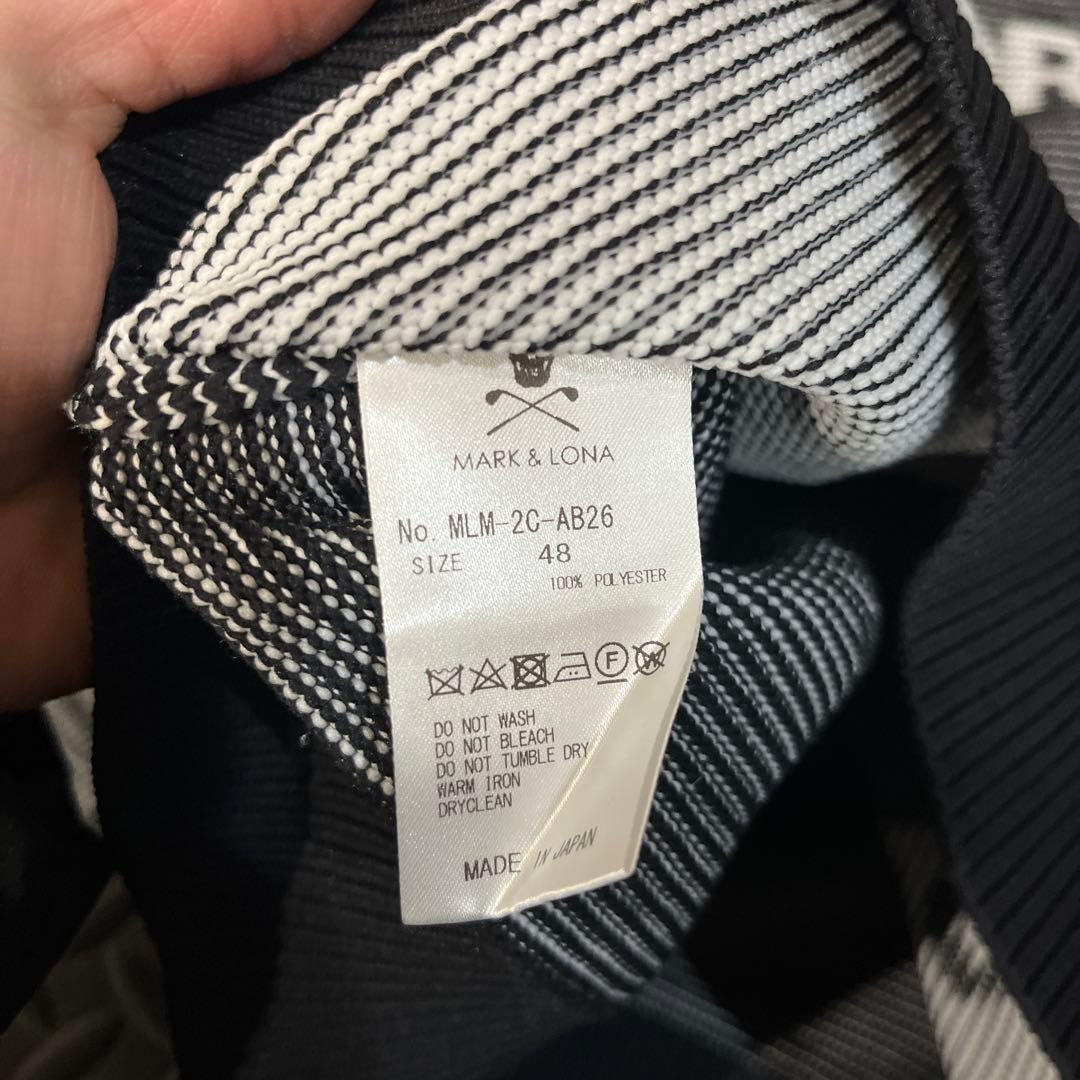 R
MARK & LONA
No. MLM-2C-AB26
SIZE 48
100% POLYESTER
F W
DO NOT WASH
DO NOT BLEACH
DO NOT TUMBLE DRY
WARM IRON
DRYCLEAN
MADE IN JAPAN